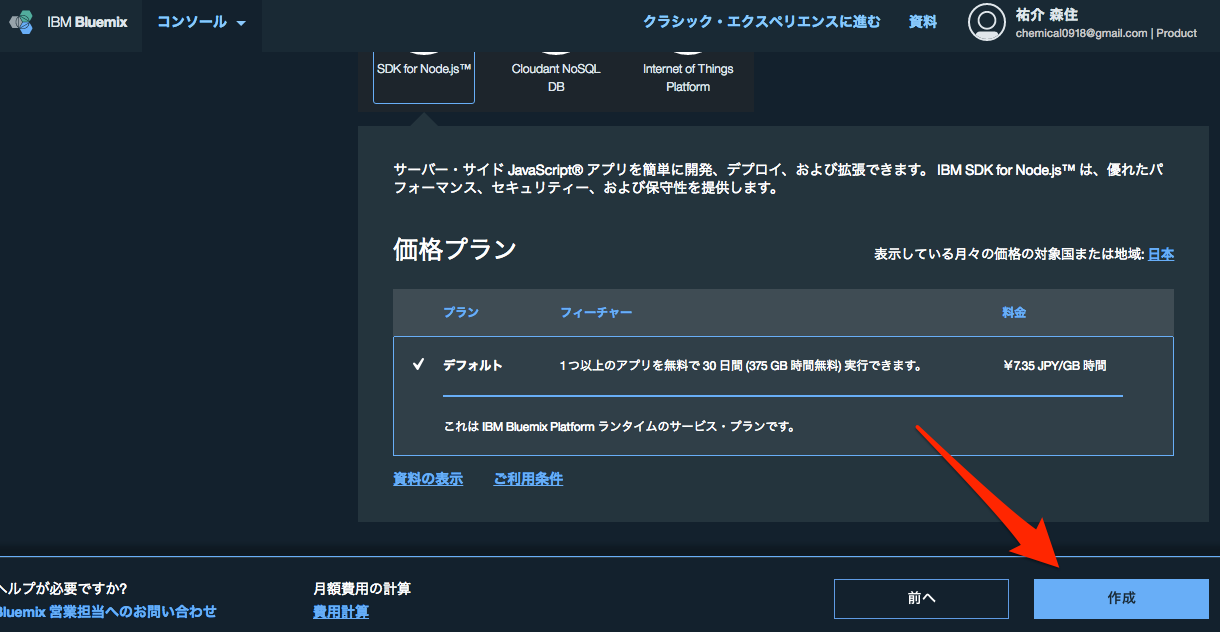 IBM Bluemix
コンソール
クラシック・エクスペリエンスに進む
資料
祐介 森住
chemical0918@gmail.com | Product
SDK for Node.js™
Cloudant NoSQL
DB
Internet of Things
Platform
サーバー・サイド JavaScript® アプリを簡単に開発、デプロイ、および拡張できます。 IBM SDK for Node.js™ は、優れたパ
フォーマンス、セキュリティー、および保守性を提供します。
価格プラン
表示している月々の価格の対象国または地域: 日本
プラン フィーチャー 料金
デフォルト 1 つ以上のアプリを無料で 30 日間 (375 GB 時間無料) 実行できます。 ¥7.35 JPY/GB 時間
これは IBM Bluemix Platform ランタイムのサービス・プランです。
資料の表示 ご利用条件
ヘルプが必要ですか?
Bluemix 営業担当へのお問い合わせ
月額費用の計算
費用計算
前へ
作成